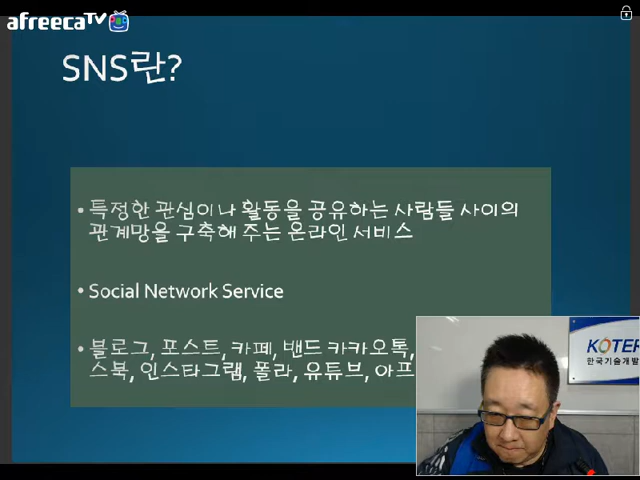 afreecaTV
SNS란?
• 특정한 관심이나 활동을 공유하는 사람들 사이의
관계망을 구축해 주는 온라인 서비스
• Social Network Service
• 블로그, 포스트, 카페, 밴드 카카오톡,
스북, 인스타그램, 폴라, 유튜브, 아프
KOTER
한국기술개발